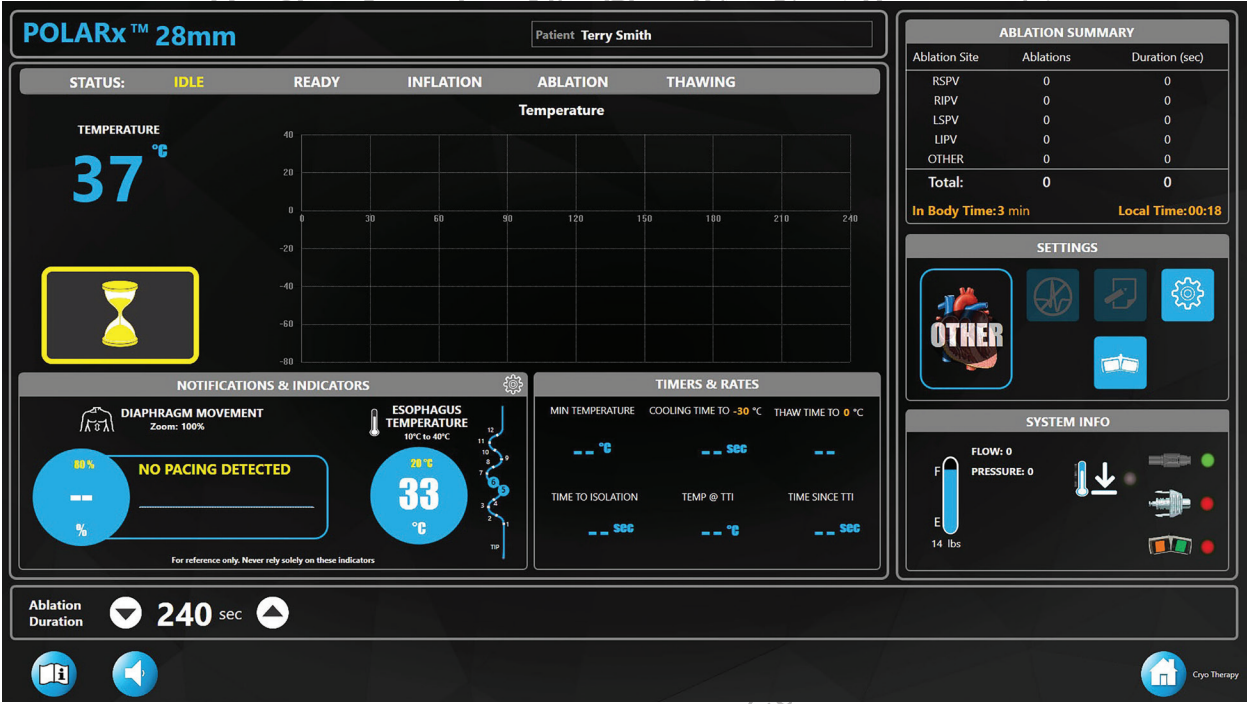 POLARx™ 28mm
Patient Terry Smith
STATUS: IDLE READY INFLATION ABLATION THAWING
TEMPERATURE
37 °C
Temperature
40
20
0
0 30 60 90 120 150 180 210 240
-20
-40
-60
-80
NOTIFICATIONS & INDICATORS
DIAPHRAGM MOVEMENT
Zoom: 100%
80 %
--
%
NO PACING DETECTED
ESOPHAGUS
TEMPERATURE
10°C to 40°C
20 °C
33
°C
12
11
10
9
8
7
6
5
4
3
2
1
TIP
For reference only. Never rely solely on these indicators
TIMERS & RATES
MIN TEMPERATURE COOLING TIME TO -30 °C THAW TIME TO 0 °C
-- °C -- sec --
TIME TO ISOLATION TEMP @ TTI TIME SINCE TTI
-- sec -- °C -- sec
ABLATION SUMMARY
Ablation Site Ablations Duration (sec)
RSPV 0 0
RIPV 0 0
LSPV 0 0
LIPV 0 0
OTHER 0 0
Total: 0 0
In Body Time:3 min Local Time:00:18
SETTINGS
OTHER
SYSTEM INFO
FLOW: 0
PRESSURE: 0
F
E
14 lbs
Ablation
Duration
240 sec
i
Cryo Therapy